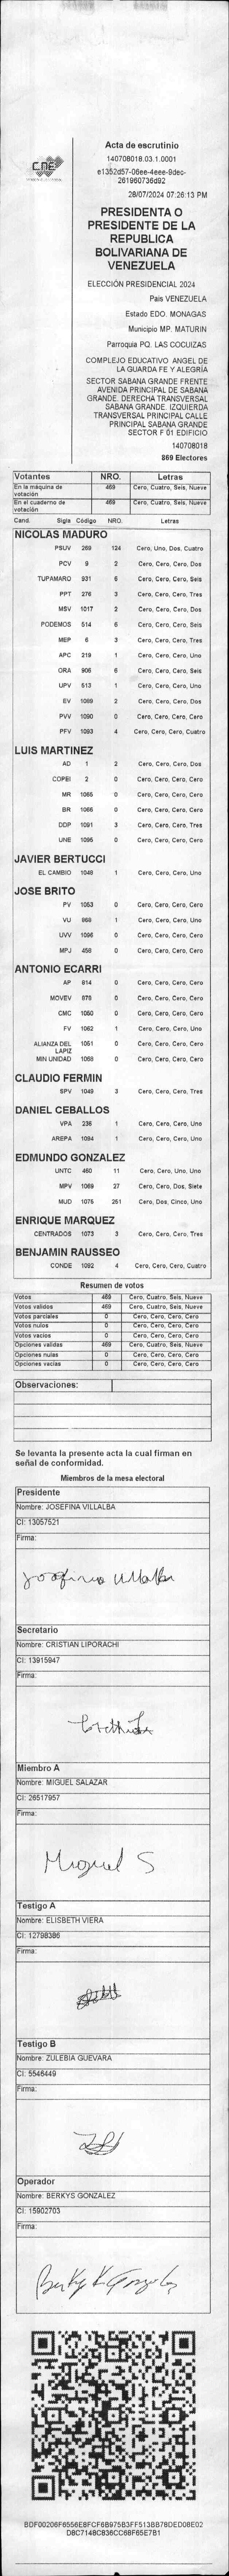 CNE
Acta de escrutinio
140708018.03.1.0001
e1352d57-06ee-4eee-9dec-
261960736d92
28/07/2024 07:26:13 PM
PRESIDENTA O
PRESIDENTE DE LA
REPUBLICA
BOLIVARIANA DE
VENEZUELA
ELECCIÓN PRESIDENCIAL 2024
Pais VENEZUELA
Estado EDO. MONAGAS
Municipio MP. MATURIN
Parroquia PQ. LAS COCUIZAS
COMPLEJO EDUCATIVO ANGEL DE
LA GUARDA FE Y ALEGRÍA
SECTOR SABANA GRANDE FRENTE
AVENIDA PRINCIPAL DE SABANA
GRANDE. DERECHA TRANSVERSAL
SABANA GRANDE. IZQUIERDA
TRANSVERSAL PRINCIPAL CALLE
PRINCIPAL SABANA GRANDE
SECTOR F 01 EDIFICIO
140708018
869 Electores
Votantes NRO. Letras
En la máquina de votación 469 Cero, Cuatro, Seis, Nueve
En el cuaderno de votación 469 Cero, Cuatro, Seis, Nueve
Cand. Sigla Código NRO. Letras
NICOLAS MADURO
PSUV 269 124 Cero, Uno, Dos, Cuatro
PCV 9 2 Cero, Cero, Cero, Dos
TUPAMARO 931 6 Cero, Cero, Cero, Seis
PPT 276 3 Cero, Cero, Cero, Tres
MSV 1017 2 Cero, Cero, Cero, Dos
PODEMOS 514 6 Cero, Cero, Cero, Seis
MEP 6 3 Cero, Cero, Cero, Tres
APC 219 1 Cero, Cero, Cero, Uno
ORA 906 6 Cero, Cero, Cero, Seis
UPV 513 1 Cero, Cero, Cero, Uno
EV 1089 2 Cero, Cero, Cero, Dos
PVV 1090 0 Cero, Cero, Cero, Cero
PFV 1093 4 Cero, Cero, Cero, Cuatro
LUIS MARTINEZ
AD 1 2 Cero, Cero, Cero, Dos
COPEI 2 0 Cero, Cero, Cero, Cero
MR 1065 0 Cero, Cero, Cero, Cero
BR 1066 0 Cero, Cero, Cero, Cero
DDP 1091 3 Cero, Cero, Cero, Tres
UNE 1095 0 Cero, Cero, Cero, Cero
JAVIER BERTUCCI
EL CAMBIO 1048 1 Cero, Cero, Cero, Uno
JOSE BRITO
PV 1053 0 Cero, Cero, Cero, Cero
VU 868 1 Cero, Cero, Cero, Uno
UVV 1096 0 Cero, Cero, Cero, Cero
MPJ 458 0 Cero, Cero, Cero, Cero
ANTONIO ECARRI
AP 814 0 Cero, Cero, Cero, Cero
MOVEV 878 0 Cero, Cero, Cero, Cero
CMC 1050 0 Cero, Cero, Cero, Cero
FV 1062 1 Cero, Cero, Cero, Uno
ALIANZA DEL LAPIZ 1051 0 Cero, Cero, Cero, Cero
MIN UNIDAD 1068 0 Cero, Cero, Cero, Cero
CLAUDIO FERMIN
SPV 1049 3 Cero, Cero, Cero, Tres
DANIEL CEBALLOS
VPA 238 1 Cero, Cero, Cero, Uno
AREPA 1094 1 Cero, Cero, Cero, Uno
EDMUNDO GONZALEZ
UNTC 460 11 Cero, Cero, Uno, Uno
MPV 1069 27 Cero, Cero, Dos, Siete
MUD 1075 251 Cero, Dos, Cinco, Uno
ENRIQUE MARQUEZ
CENTRADOS 1073 3 Cero, Cero, Cero, Tres
BENJAMIN RAUSSEO
CONDE 1092 4 Cero, Cero, Cero, Cuatro
Resumen de votos
Votos 469 Cero, Cuatro, Seis, Nueve
Votos validos 469 Cero, Cuatro, Seis, Nueve
Votos parciales 0 Cero, Cero, Cero, Cero
Votos nulos 0 Cero, Cero, Cero, Cero
Votos vacios 0 Cero, Cero, Cero, Cero
Opciones validas 469 Cero, Cuatro, Seis, Nueve
Opciones nulas 0 Cero, Cero, Cero, Cero
Opciones vacias 0 Cero, Cero, Cero, Cero
Observaciones:
Se levanta la presente acta la cual firman en
señal de conformidad.
Miembros de la mesa electoral
Presidente
Nombre: JOSEFINA VILLALBA
CI: 13057521
Firma:
Josefina Villalba
Secretario
Nombre: CRISTIAN LIPORACHI
CI: 13915947
Firma:
Miembro A
Nombre: MIGUEL SALAZAR
CI: 26517957
Firma:
Miguel S
Testigo A
Nombre: ELISBETH VIERA
CI: 12798386
Firma:
Testigo B
Nombre: ZULEBIA GUEVARA
CI: 5546449
Firma:
Operador
Nombre: BERKYS GONZALEZ
CI: 15902703
Firma:
Berkys K Gonzalez
BDF00206F6556E8FCF6B975B3FF513BB78DED08E02
D8C7148C836CC68F65E7B1